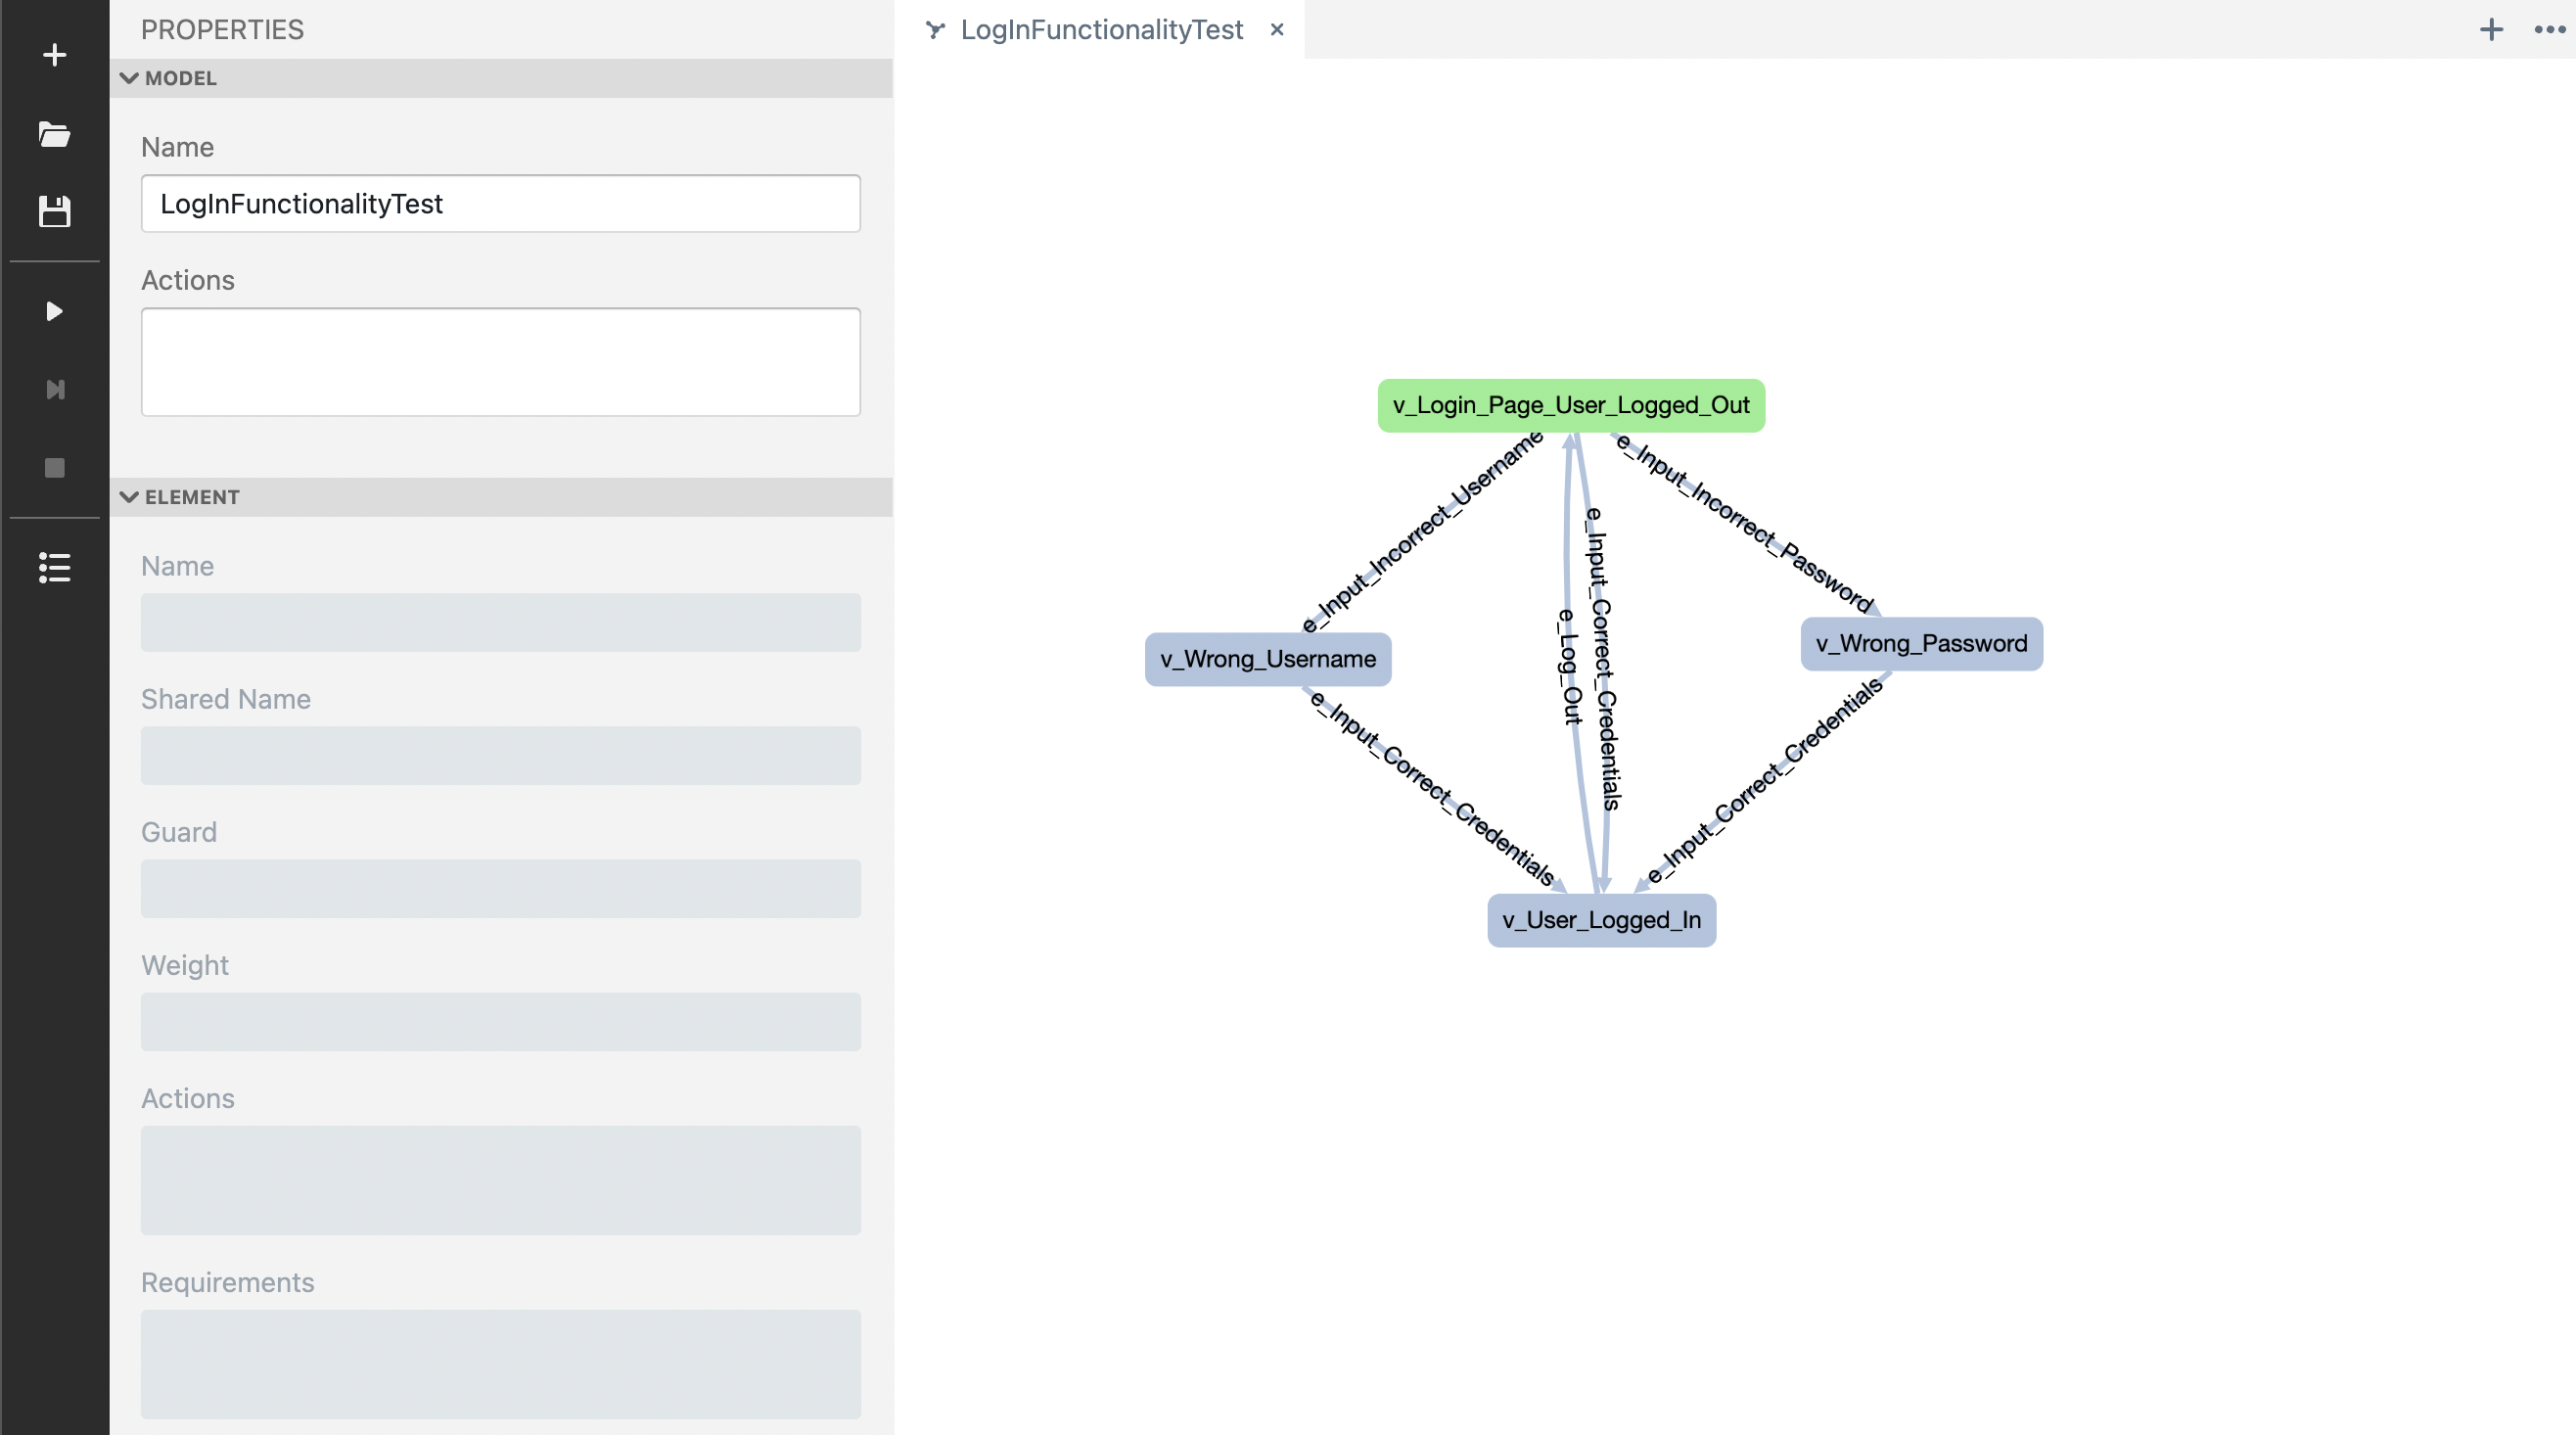 PROPERTIES
MODEL
Name
LogInFunctionalityTest
Actions
ELEMENT
Name
Shared Name
Guard
Weight
Actions
Requirements
LogInFunctionalityTest
v_Login_Page_User_Logged_Out
e_Input_Incorrect_Username
e_Input_Incorrect_Password
e_Log_Out
e_Input_Correct_Credentials
v_Wrong_Username
v_Wrong_Password
e_Input_Correct_Credentials
e_Input_Correct_Credentials
v_User_Logged_In